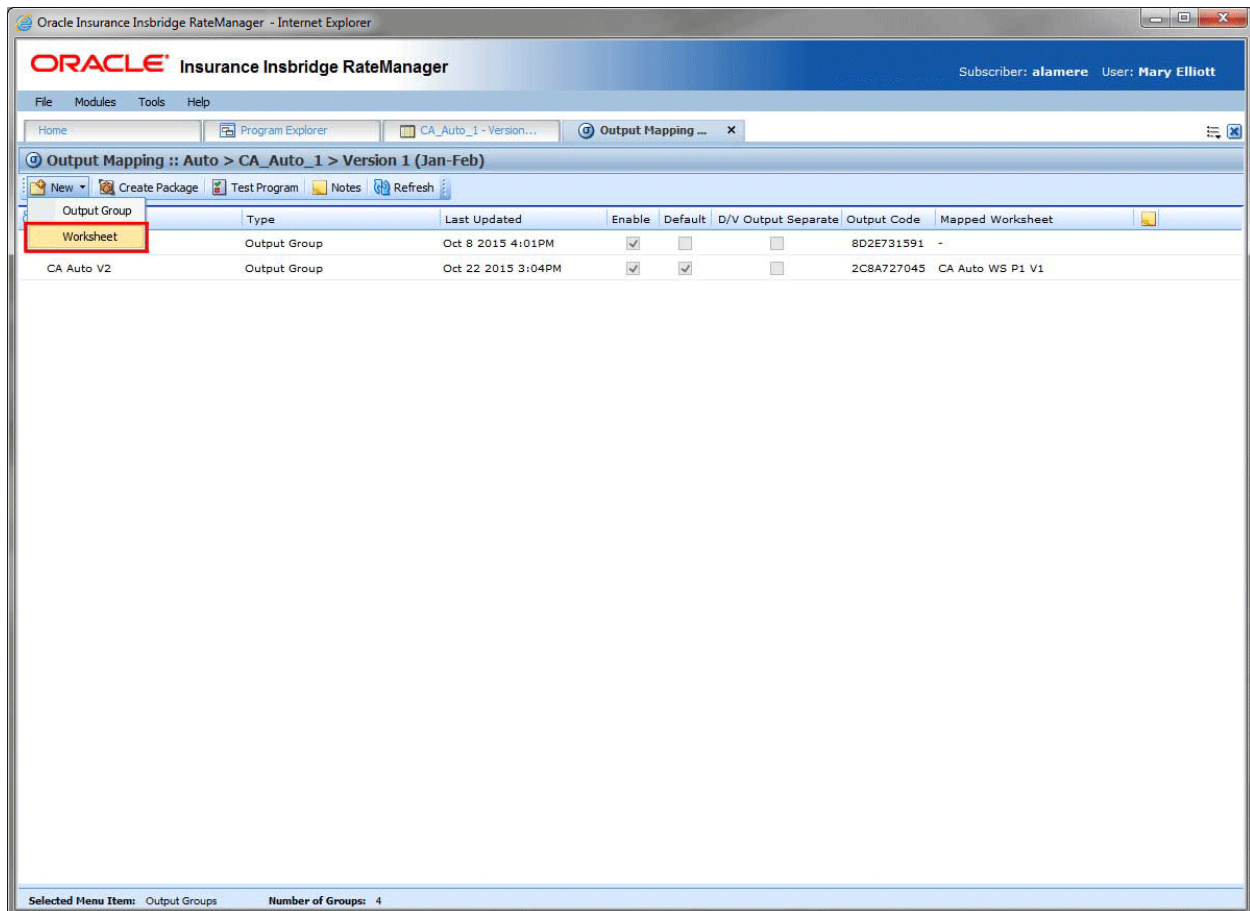 Oracle Insurance Insbridge RateManager - Internet Explorer
ORACLE Insurance Insbridge RateManager
Subscriber: alamere User: Mary Elliott
File Modules Tools Help
Home Program Explorer CA_Auto_1 - Version... Output Mapping ... x
Output Mapping :: Auto > CA_Auto_1 > Version 1 (Jan-Feb)
New Create Package Test Program Notes Refresh
Output Group
Worksheet
Type Last Updated Enable Default D/V Output Separate Output Code Mapped Worksheet
Output Group Oct 8 2015 4:01PM 8D2E731591 -
CA Auto V2 Output Group Oct 22 2015 3:04PM 2C8A727045 CA Auto WS P1 V1
Selected Menu Item: Output Groups Number of Groups: 4